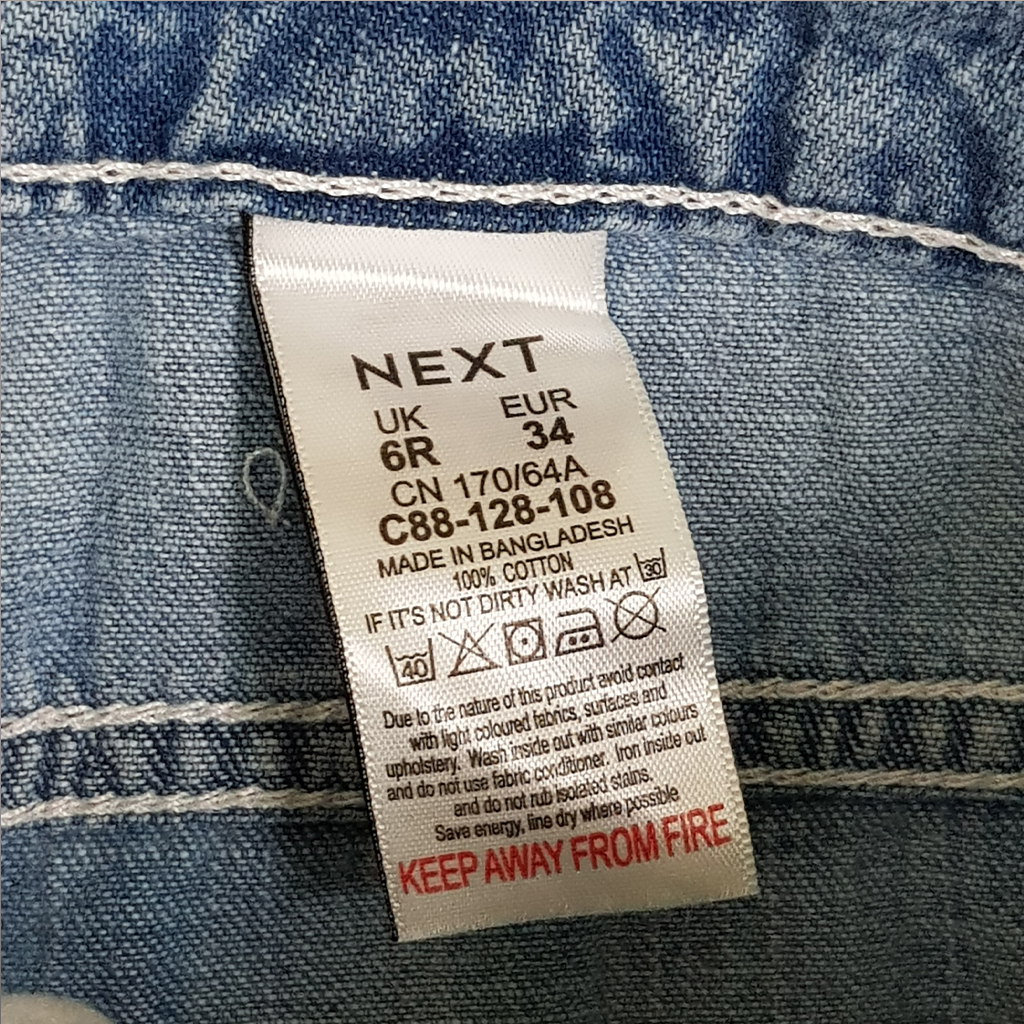 NEXT
UK EUR
6R 34
CN 170/64A
C88-128-108
MADE IN BANGLADESH
100% COTTON
IF IT'S NOT DIRTY WASH AT 30
40
Due to the nature of this product avoid contact
with light coloured fabrics, surfaces and
upholstery. Wash inside out with similar colours
and do not use fabric conditioner. Iron inside out
and do not rub isolated stains.
Save energy, line dry where possible
KEEP AWAY FROM FIRE